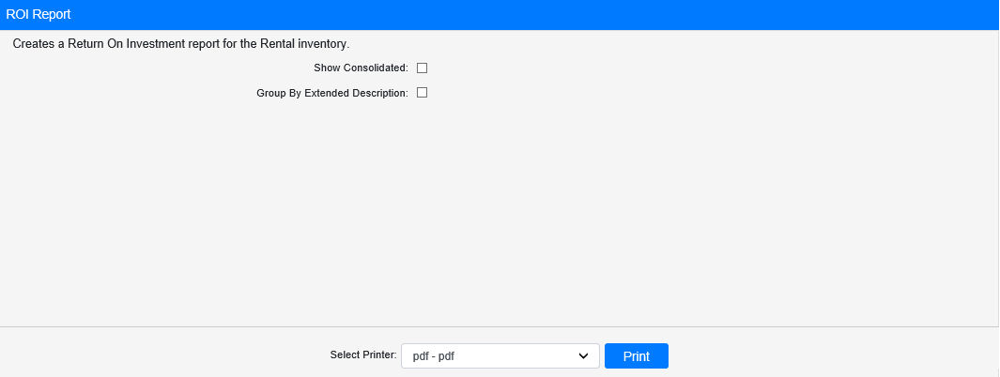 ROI Report
Creates a Return On Investment report for the Rental inventory.
Show Consolidated:
Group By Extended Description:
Select Printer: pdf - pdf Print